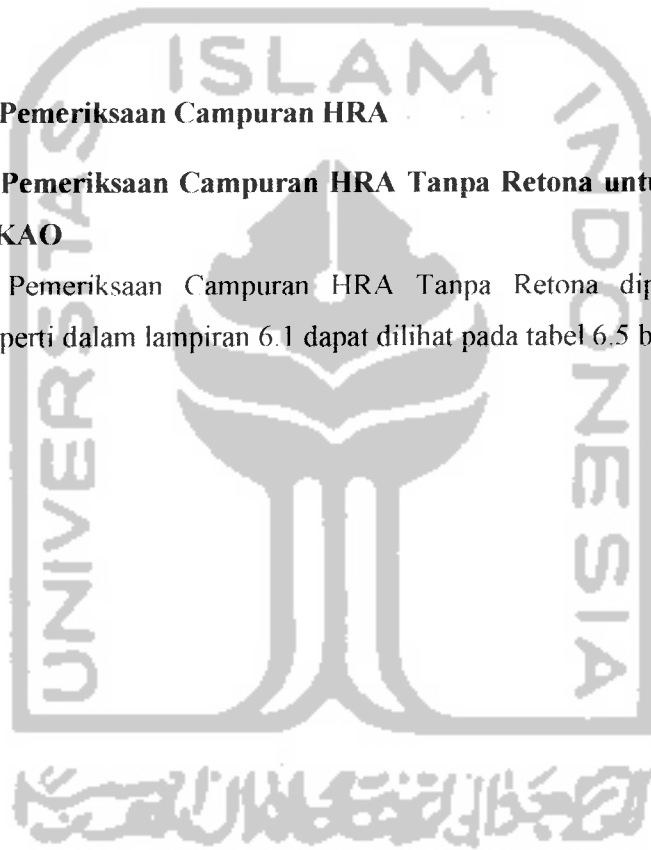 ISLAM
UNIVERSITAS
INDONESIA
Pemeriksaan Campuran HRA
Pemeriksaan Campuran HRA Tanpa Retona untu
KAO
Pemeriksaan Campuran HRA Tanpa Retona dip
perti dalam lampiran 6.1 dapat dilihat pada tabel 6.5 b